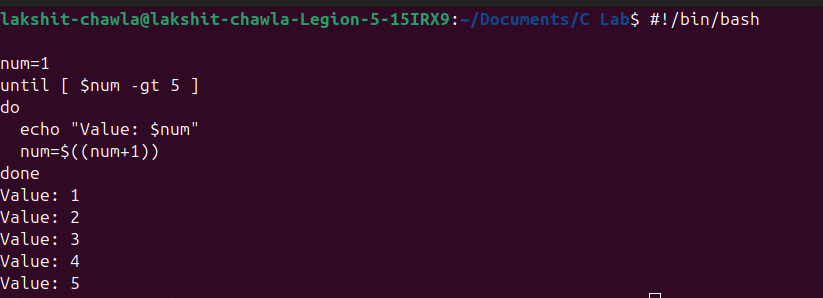 lakshit-chawla@lakshit-chawla-Legion-5-15IRX9:~/Documents/C Lab$ #!/bin/bash

num=1
until [ $num -gt 5 ]
do
  echo "Value: $num"
  num=$((num+1))
done
Value: 1
Value: 2
Value: 3
Value: 4
Value: 5